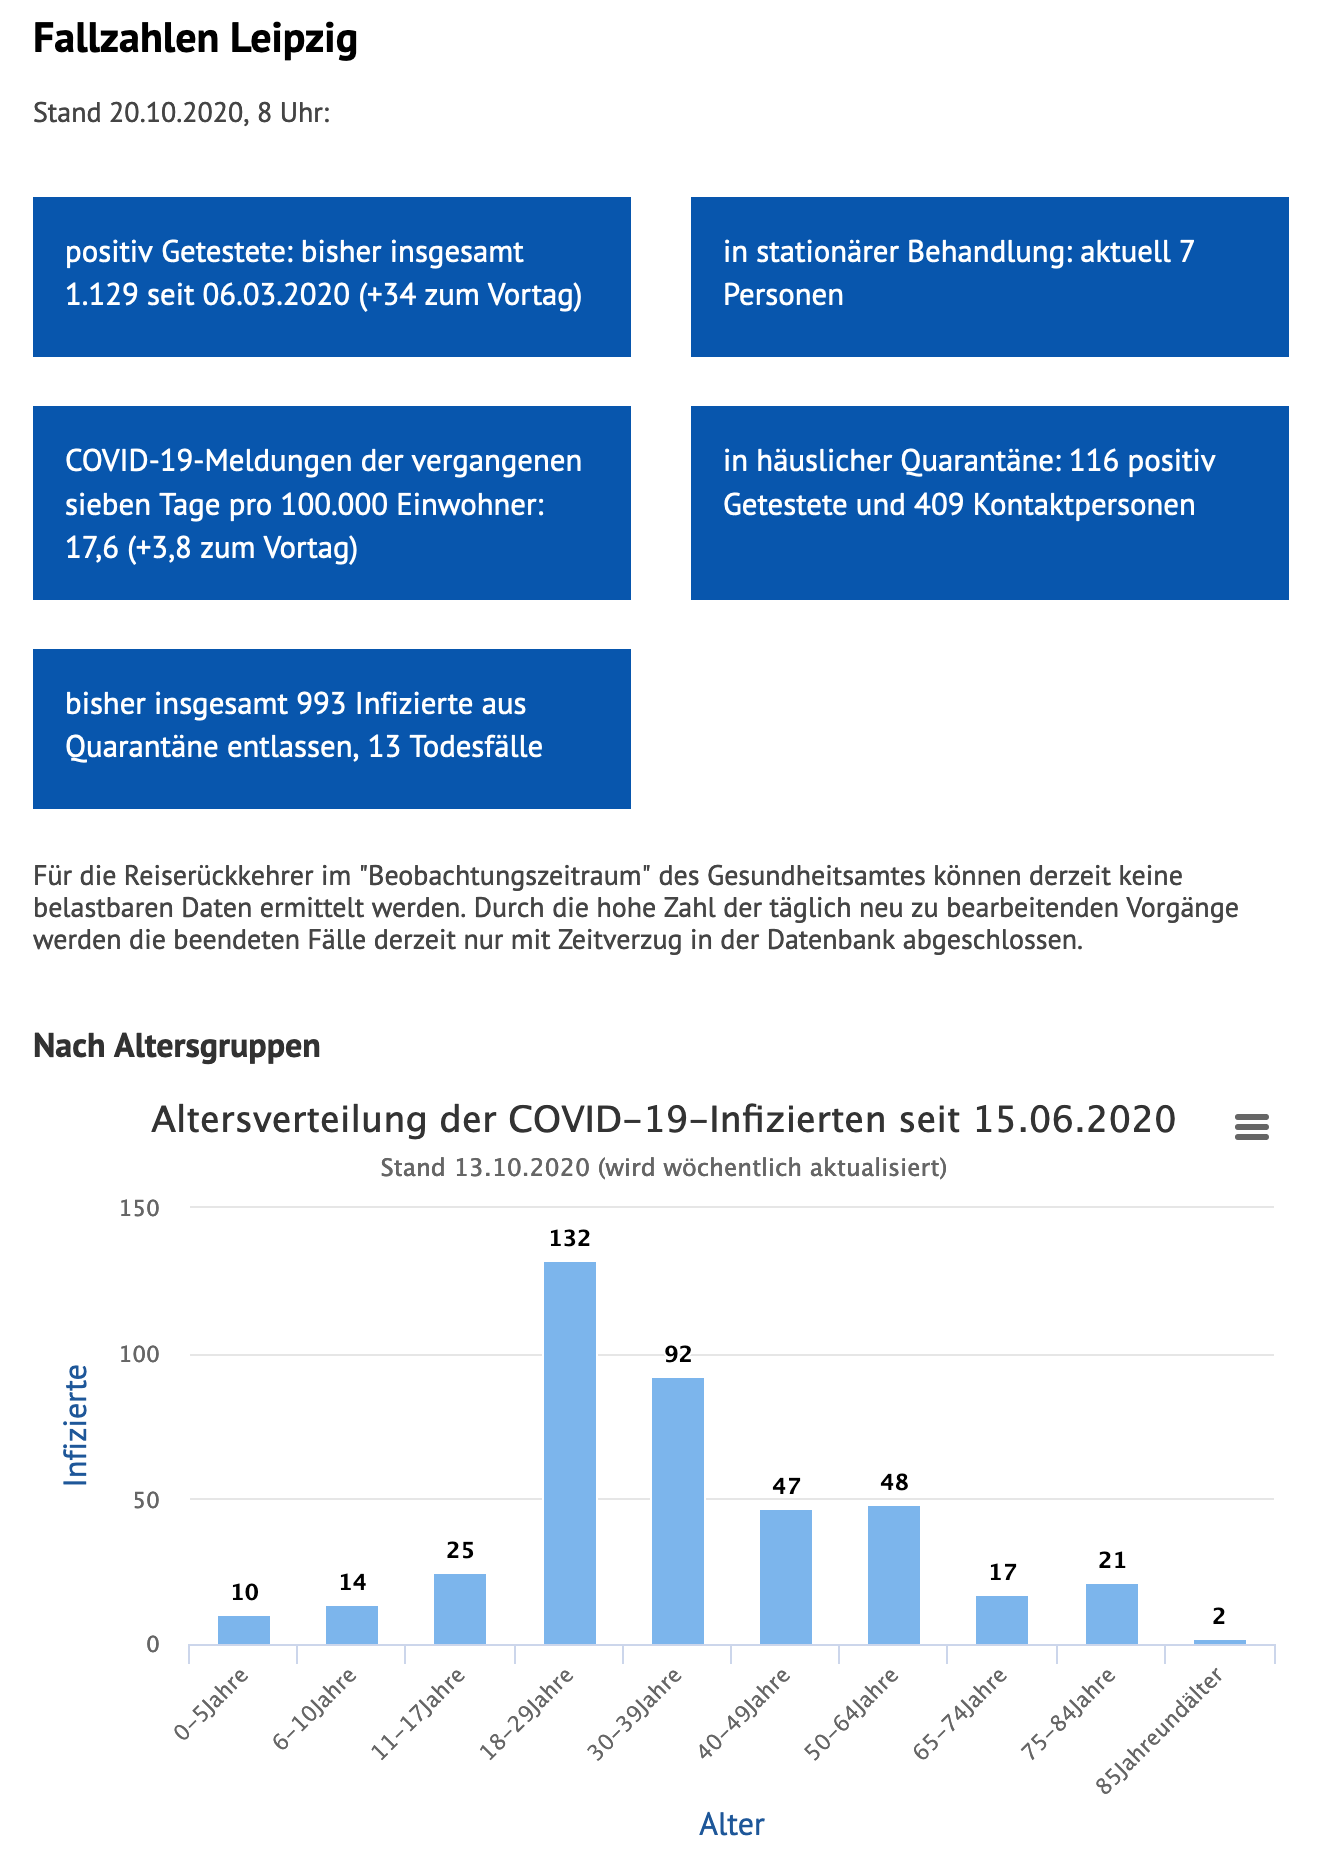 Fallzahlen Leipzig
Stand 20.10.2020, 8 Uhr:
positiv Getestete: bisher insgesamt
1.129 seit 06.03.2020 (+34 zum Vortag)
in stationärer Behandlung: aktuell 7
Personen
COVID-19-Meldungen der vergangenen
sieben Tage pro 100.000 Einwohner:
17,6 (+3,8 zum Vortag)
in häuslicher Quarantäne: 116 positiv
Getestete und 409 Kontaktpersonen
bisher insgesamt 993 Infizierte aus
Quarantäne entlassen, 13 Todesfälle
Für die Reiserückkehrer im "Beobachtungszeitraum" des Gesundheitsamtes können derzeit keine
belastbaren Daten ermittelt werden. Durch die hohe Zahl der täglich neu zu bearbeitenden Vorgänge
werden die beendeten Fälle derzeit nur mit Zeitverzug in der Datenbank abgeschlossen.
Nach Altersgruppen
Altersverteilung der COVID-19-Infizierten seit 15.06.2020
Stand 13.10.2020 (wird wöchentlich aktualisiert)
Infizierte
150
100
50
0
10
14
25
132
92
47
48
17
21
2
0-5Jahre
6-10Jahre
11-17Jahre
18-29Jahre
30-39Jahre
40-49Jahre
50-64Jahre
65-74Jahre
75-84Jahre
85Jahreundälter
Alter